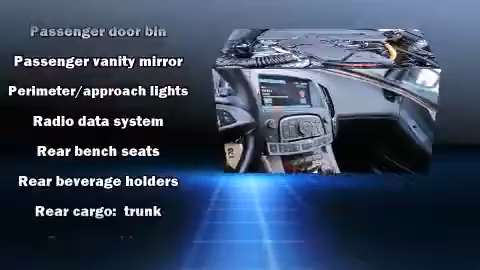 Passenger door bin
Passenger vanity mirror
Perimeter/approach lights
Radio data system
Rear bench seats
Rear beverage holders
Rear cargo: trunk